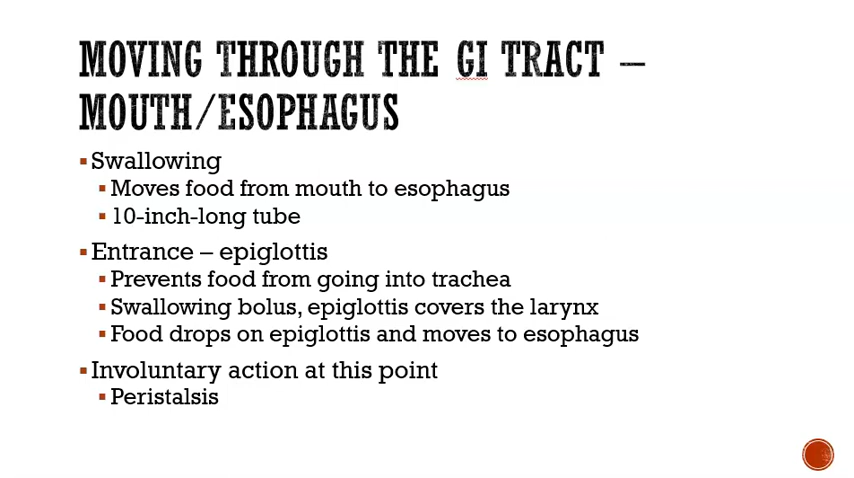 MOVING THROUGH THE GI TRACT –
MOUTH/ESOPHAGUS
▪ Swallowing
▪ Moves food from mouth to esophagus
▪ 10-inch-long tube
▪ Entrance – epiglottis
▪ Prevents food from going into trachea
▪ Swallowing bolus, epiglottis covers the larynx
▪ Food drops on epiglottis and moves to esophagus
▪ Involuntary action at this point
▪ Peristalsis